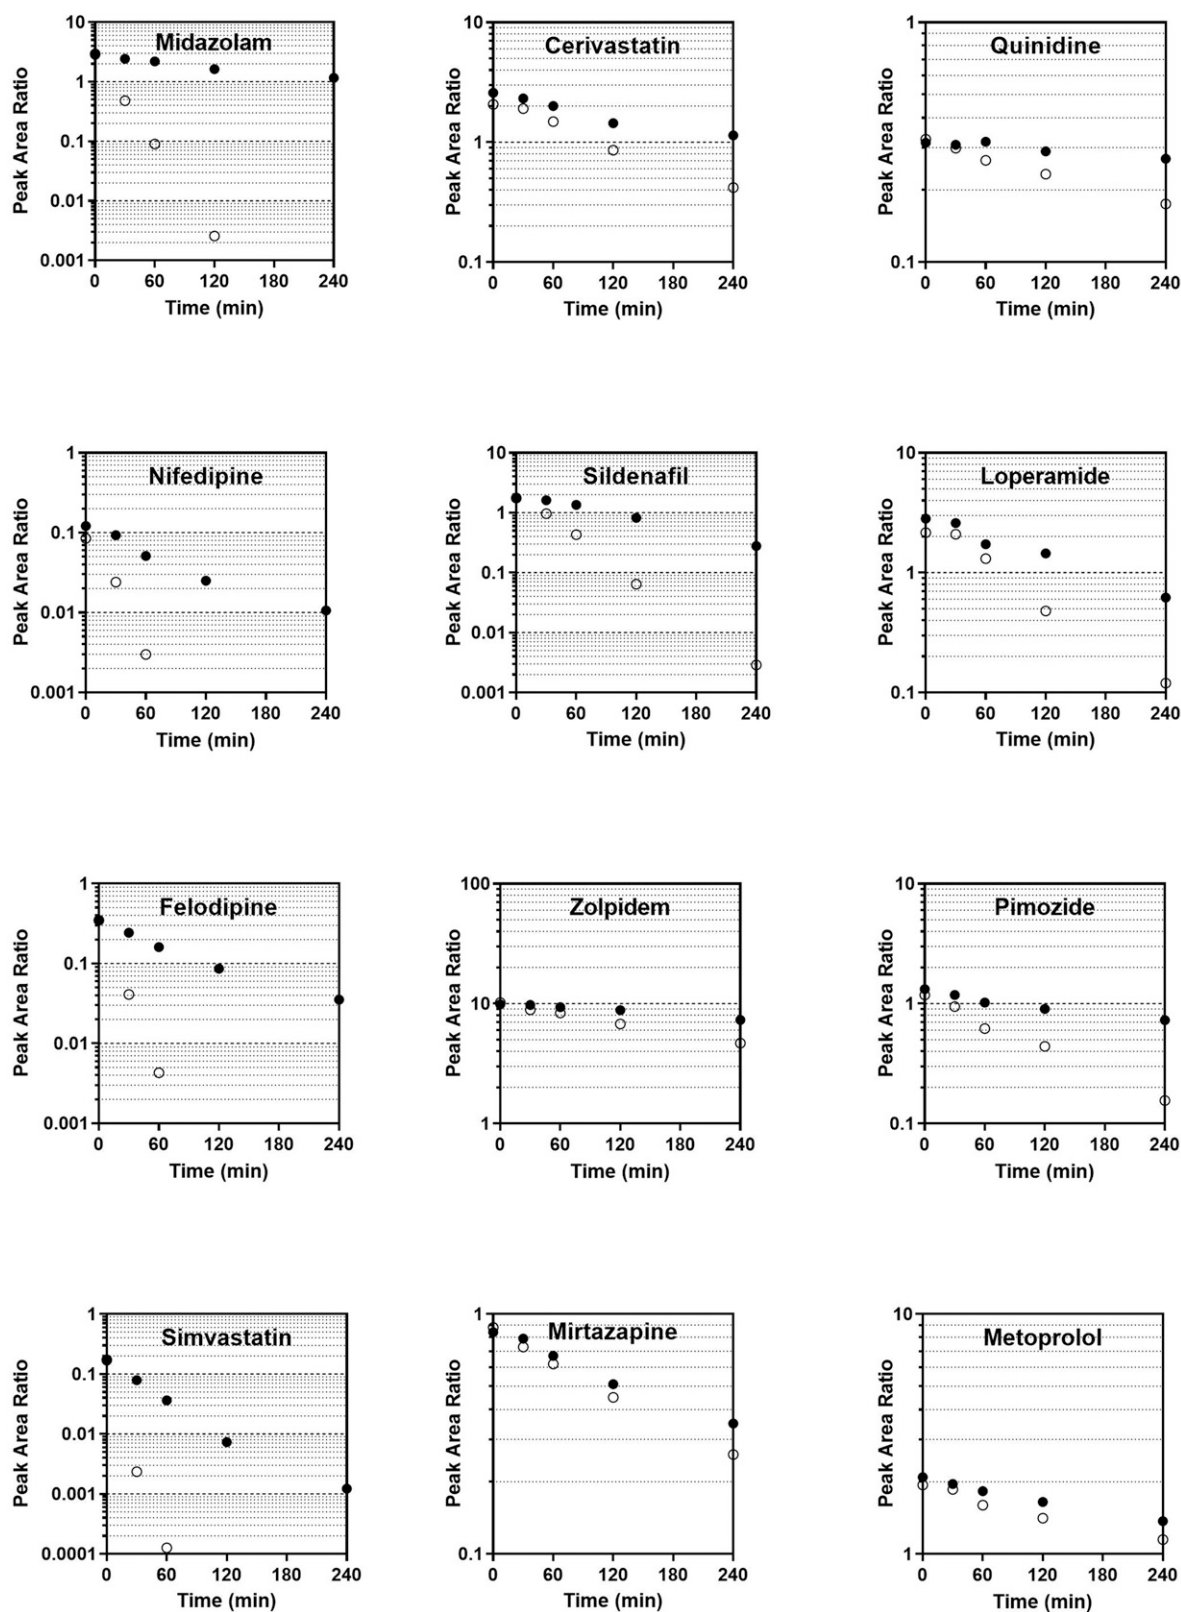 Midazolam
Peak Area Ratio
10
1
0.1
0.01
0.001
0 60 120 180 240
Time (min)
Cerivastatin
Peak Area Ratio
10
1
0.1
0 60 120 180 240
Time (min)
Quinidine
Peak Area Ratio
1
0.1
0 60 120 180 240
Time (min)
Nifedipine
Peak Area Ratio
1
0.1
0.01
0.001
0 60 120 180 240
Time (min)
Sildenafil
Peak Area Ratio
10
1
0.1
0.01
0.001
0 60 120 180 240
Time (min)
Loperamide
Peak Area Ratio
10
1
0.1
0 60 120 180 240
Time (min)
Felodipine
Peak Area Ratio
1
0.1
0.01
0.001
0 60 120 180 240
Time (min)
Zolpidem
Peak Area Ratio
100
10
1
0 60 120 180 240
Time (min)
Pimozide
Peak Area Ratio
10
1
0.1
0 60 120 180 240
Time (min)
Simvastatin
Peak Area Ratio
1
0.1
0.01
0.001
0.0001
0 60 120 180 240
Time (min)
Mirtazapine
Peak Area Ratio
1
0.1
0 60 120 180 240
Time (min)
Metoprolol
Peak Area Ratio
10
1
0 60 120 180 240
Time (min)